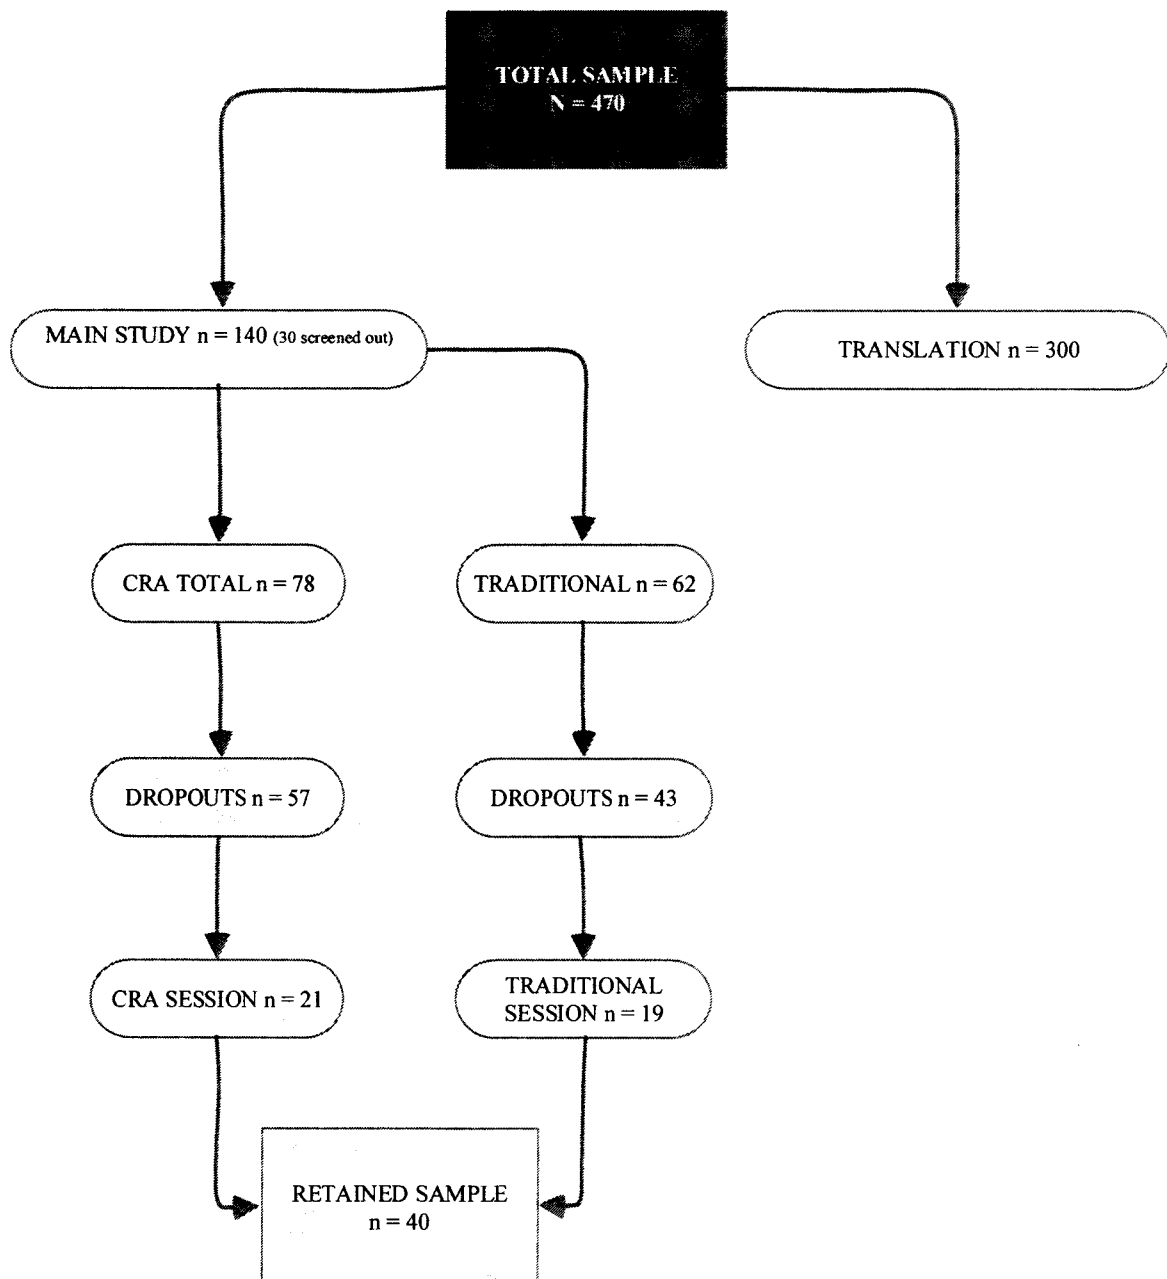 TOTAL SAMPLE
N = 470
MAIN STUDY n = 140 (30 screened out)
TRANSLATION n = 300
CRA TOTAL n = 78
TRADITIONAL n = 62
DROPOUTS n = 57
DROPOUTS n = 43
CRA SESSION n = 21
TRADITIONAL
SESSION n = 19
RETAINED SAMPLE
n = 40